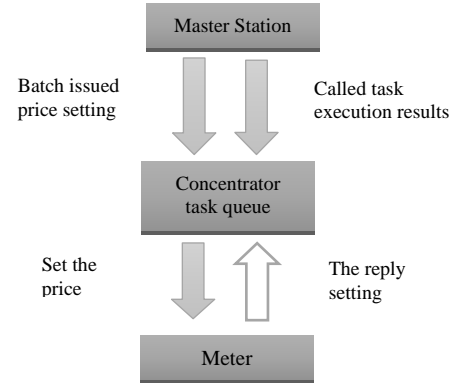 Master Station
Batch issued
price setting
Called task
execution results
Concentrator
task queue
Set the
price
The reply
setting
Meter